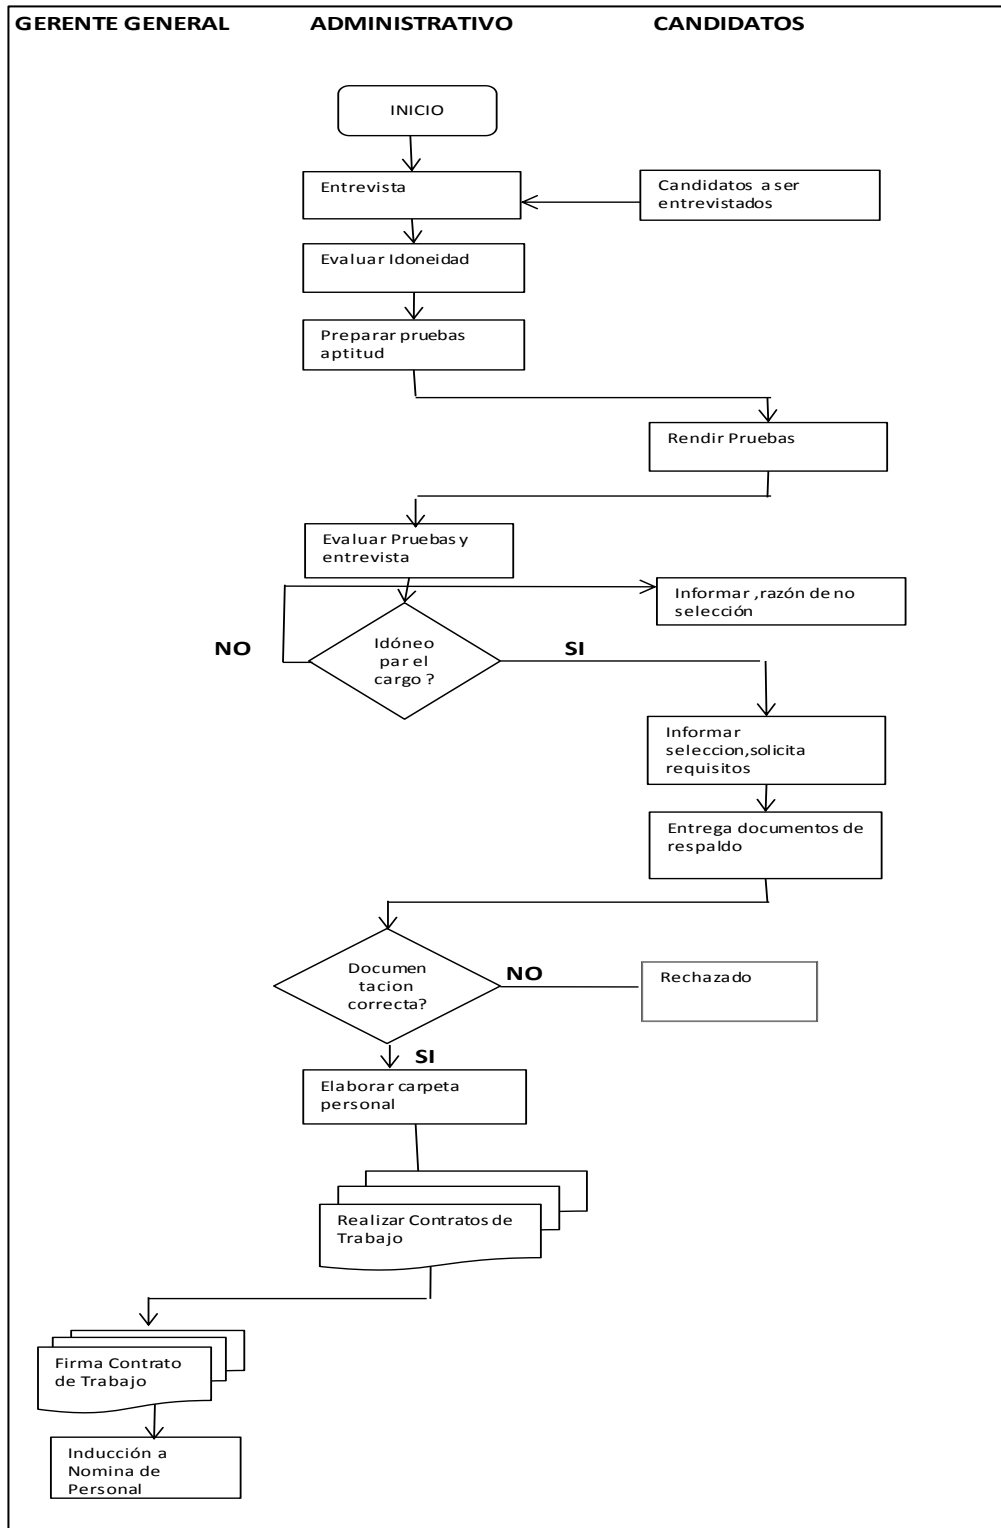 GERENTE GENERAL ADMINISTRATIVO CANDIDATOS
INICIO
Entrevista
Candidatos a ser
entrevistados
Evaluar Idoneidad
Preparar pruebas
aptitud
Rendir Pruebas
Evaluar Pruebas y
entrevista
Informar ,razón de no
selección
NO
Idóneo
par el
cargo ?
SI
Informar
seleccion,solicita
requisitos
Entrega documentos de
respaldo
Documen
tacion
correcta?
NO
Rechazado
SI
Elaborar carpeta
personal
Realizar Contratos de
Trabajo
Firma Contrato
de Trabajo
Inducción a
Nomina de
Personal